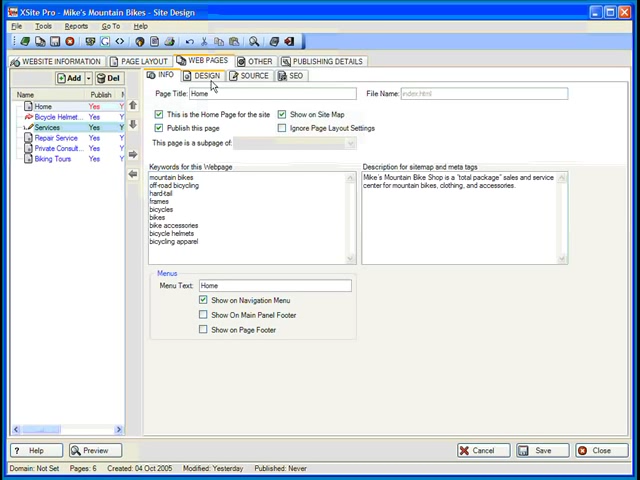 XSite Pro - Mike's Mountain Bikes - Site Design
File Tools Reports Go To Help
WEBSITE INFORMATION PAGE LAYOUT WEB PAGES OTHER PUBLISHING DETAILS
Add Del
INFO DESIGN SOURCE SEO
Name Publish
Home Yes
Bicycle Helmet... Yes
Services Yes
Repair Service Yes
Private Consult... Yes
Biking Tours Yes
Page Title: Home
File Name: index.html
This is the Home Page for the site
Show on Site Map
Publish this page
Ignore Page Layout Settings
This page is a subpage of:
Keywords for this Webpage
mountain bikes
off-road bicycling
hard-tail
frames
bicycles
bikes
bike accessories
bicycle helmets
bicycling apparel
Description for sitemap and meta tags
Mike's Mountain Bike Shop is a "total package" sales and service
center for mountain bikes, clothing, and accessories.
Menus
Menu Text: Home
Show on Navigation Menu
Show On Main Panel Footer
Show on Page Footer
? Help Preview Cancel Save Close
Domain: Not Set Pages: 6 Created: 04 Oct 2005 Modified: Yesterday Published: Never